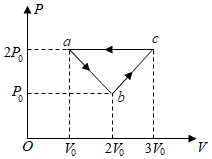 P
2P₀ a c
P₀ b
O V₀ 2V₀ 3V₀ V